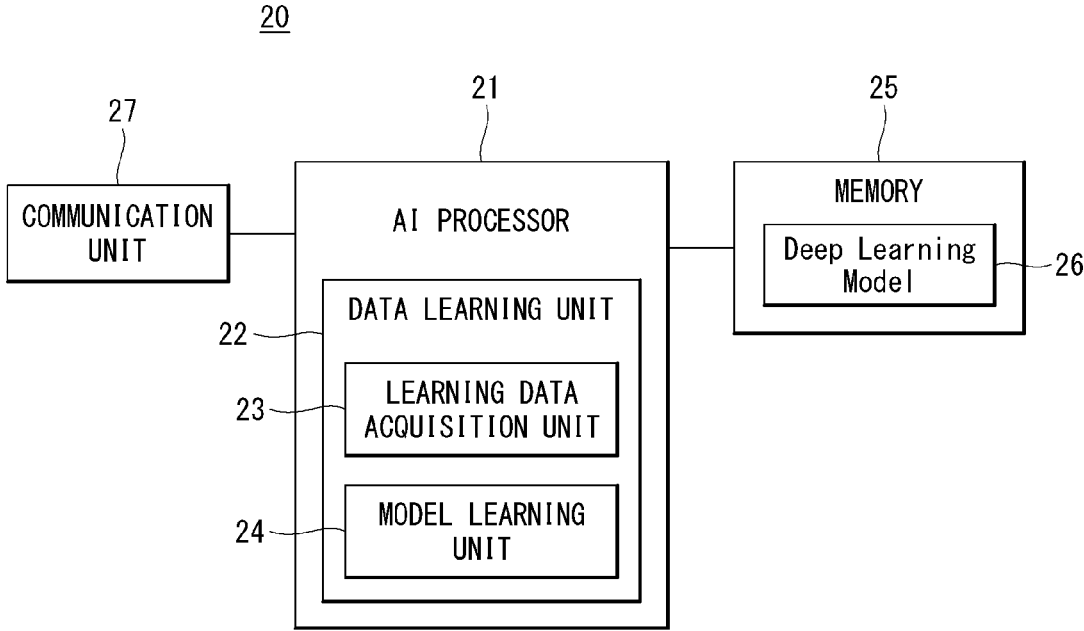 20
21
25
27
COMMUNICATION
UNIT
AI PROCESSOR
MEMORY
Deep Learning
Model
26
DATA LEARNING UNIT
22
LEARNING DATA
ACQUISITION UNIT
23
MODEL LEARNING
UNIT
24